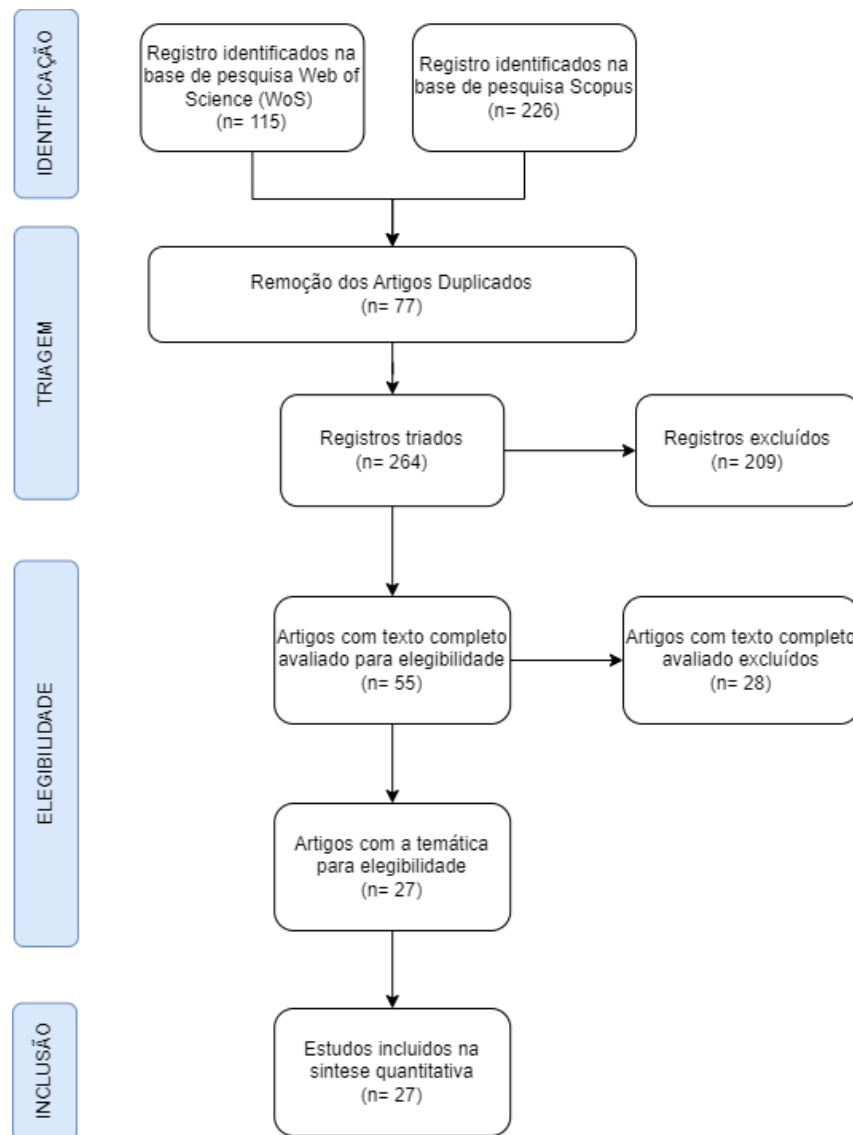 IDENTIFICAÇÃO
Registro identificados na
base de pesquisa Web of
Science (WoS)
(n= 115)
Registro identificados na
base de pesquisa Scopus
(n= 226)
TRIAGEM
Remoção dos Artigos Duplicados
(n= 77)
Registros triados
(n= 264)
Registros excluídos
(n= 209)
ELEGIBILIDADE
Artigos com texto completo
avaliado para elegibilidade
(n= 55)
Artigos com texto completo
avaliado excluídos
(n= 28)
Artigos com a temática
para elegibilidade
(n= 27)
INCLUSÃO
Estudos incluidos na
sintese quantitativa
(n= 27)